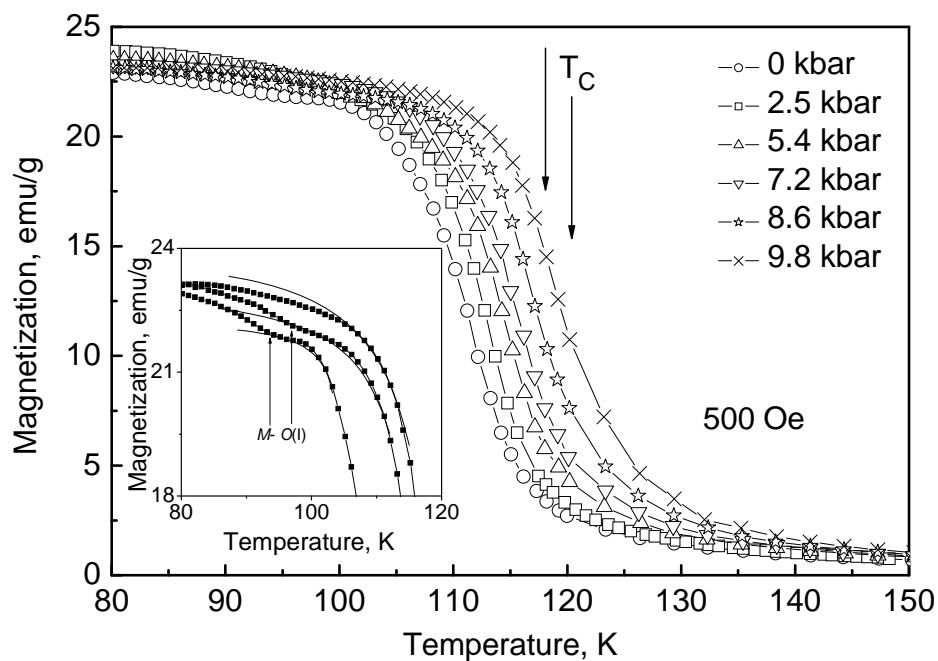 25
20
15
10
5
0
Magnetization, emu/g
80
90
100
110
120
130
140
150
Temperature, K
T_C
0 kbar
2.5 kbar
5.4 kbar
7.2 kbar
8.6 kbar
9.8 kbar
500 Oe
24
21
18
Magnetization, emu/g
M- O(I)
80
100
120
Temperature, K